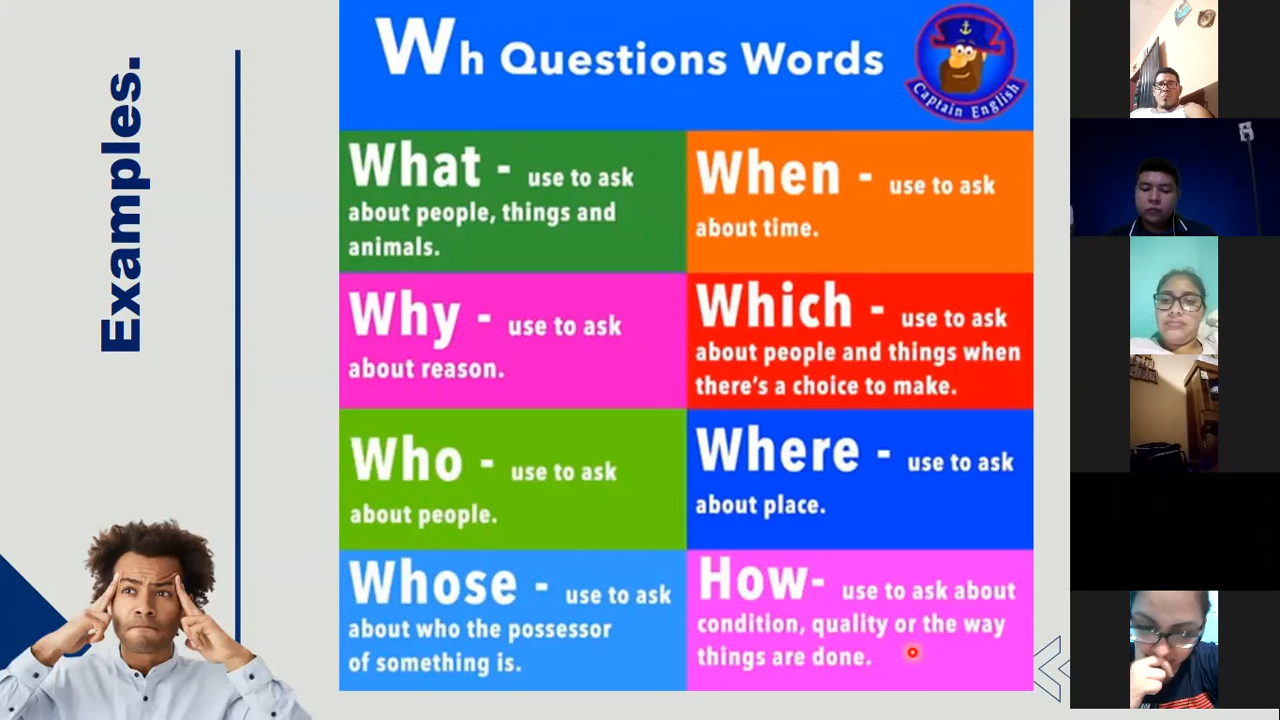 Examples.
Wh Questions Words
Captain English
What - use to ask
about people, things and
animals.
When - use to ask
about time.
Why - use to ask
about reason.
Which - use to ask
about people and things when
there's a choice to make.
Who - use to ask
about people.
Where - use to ask
about place.
Whose - use to ask
about who the possessor
of something is.
How- use to ask about
condition, quality or the way
things are done.